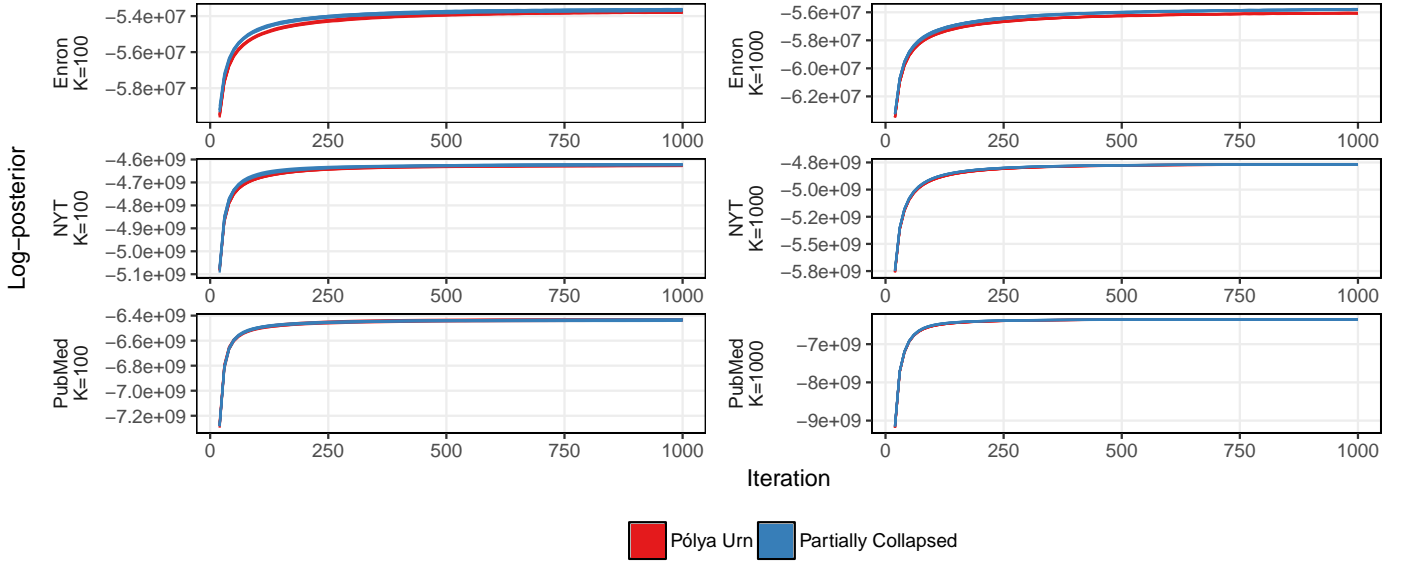 Log−posterior
Enron
K=100
−5.4e+07
−5.6e+07
−5.8e+07
0 250 500 750 1000
Enron
K=1000
−5.6e+07
−5.8e+07
−6.0e+07
−6.2e+07
0 250 500 750 1000
NYT
K=100
−4.6e+09
−4.7e+09
−4.8e+09
−4.9e+09
−5.0e+09
−5.1e+09
0 250 500 750 1000
NYT
K=1000
−4.8e+09
−5.0e+09
−5.2e+09
−5.5e+09
−5.8e+09
0 250 500 750 1000
PubMed
K=100
−6.4e+09
−6.6e+09
−6.8e+09
−7.0e+09
−7.2e+09
0 250 500 750 1000
PubMed
K=1000
−7e+09
−8e+09
−9e+09
0 250 500 750 1000
Iteration
Pólya Urn Partially Collapsed